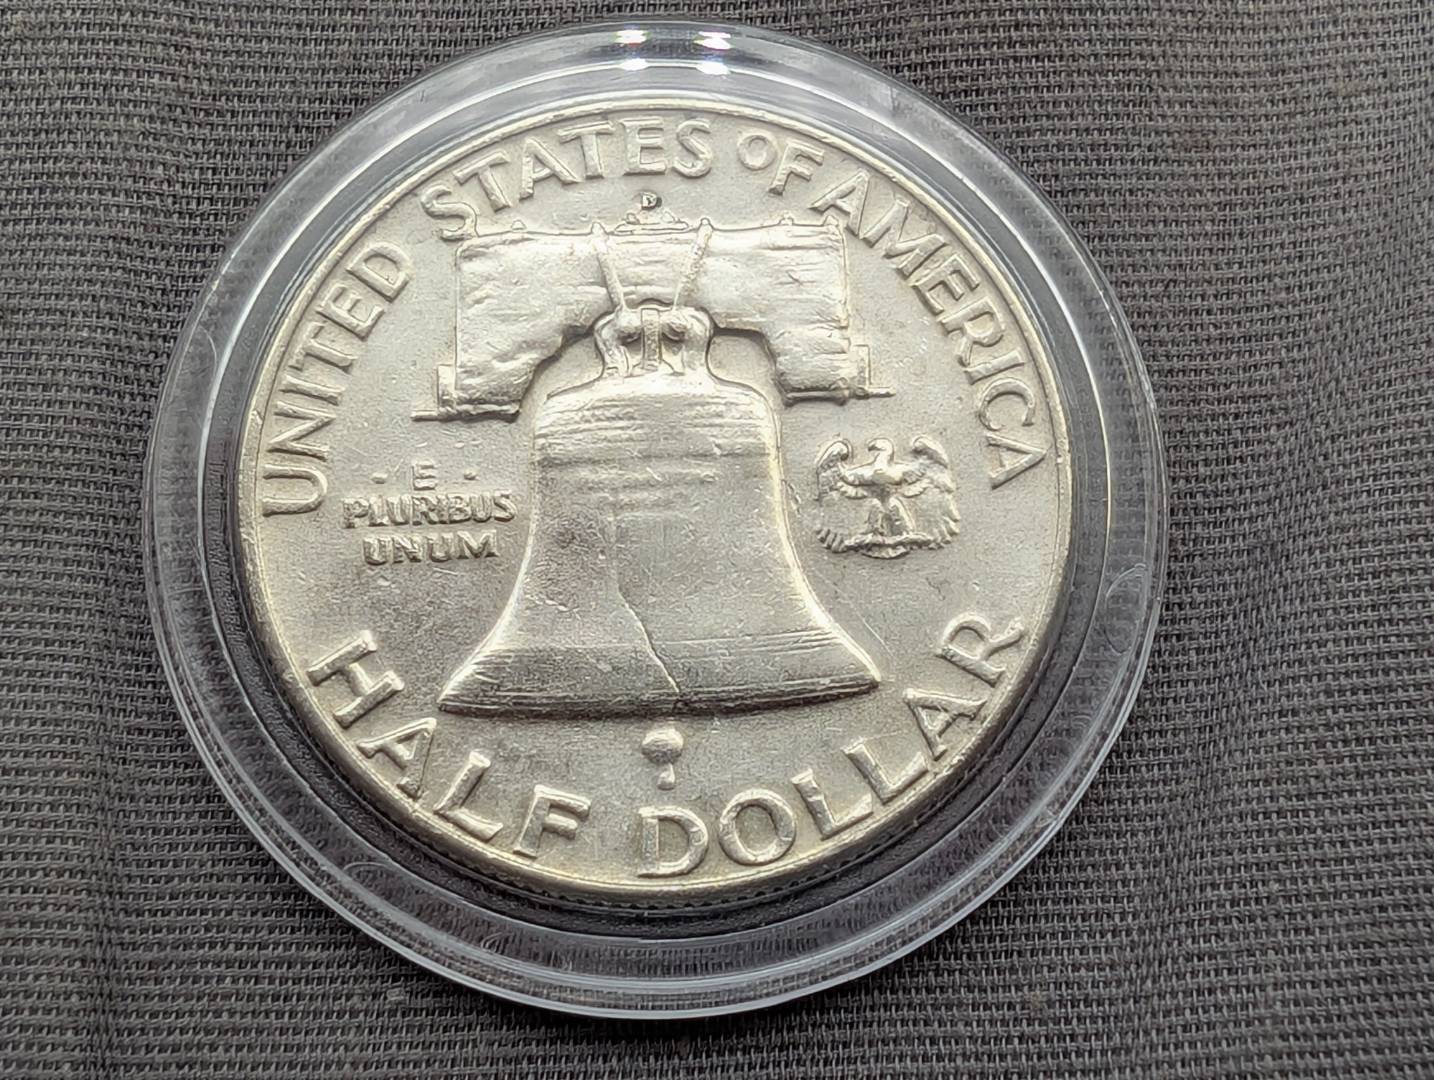 UNITED STATES OF AMERICA
D
· E ·
PLURIBUS
UNUM
HALF DOLLAR